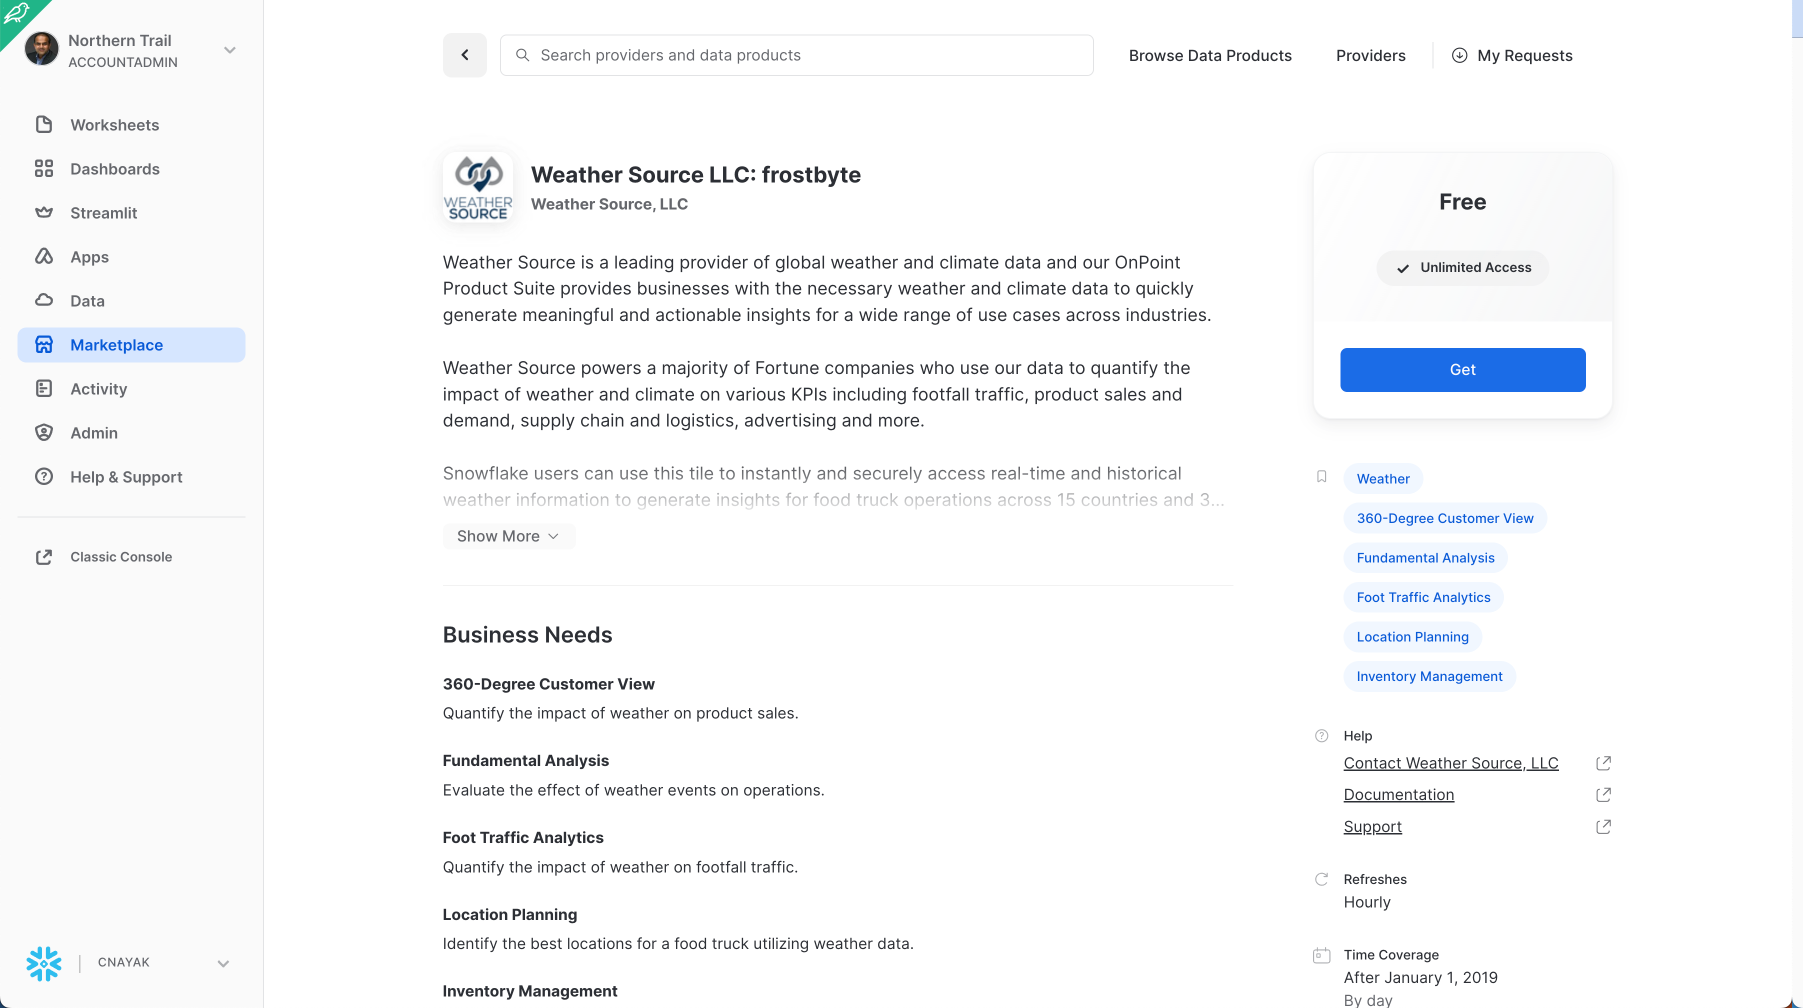 Northern Trail
ACCOUNTADMIN
Worksheets
Dashboards
Streamlit
Apps
Data
Marketplace
Activity
Admin
Help & Support
Classic Console
CNAYAK
Search providers and data products
Browse Data Products
Providers
My Requests
WEATHER
SOURCE
Weather Source LLC: frostbyte
Weather Source, LLC
Weather Source is a leading provider of global weather and climate data and our OnPoint
Product Suite provides businesses with the necessary weather and climate data to quickly
generate meaningful and actionable insights for a wide range of use cases across industries.
Weather Source powers a majority of Fortune companies who use our data to quantify the
impact of weather and climate on various KPIs including footfall traffic, product sales and
demand, supply chain and logistics, advertising and more.
Snowflake users can use this tile to instantly and securely access real-time and historical
weather information to generate insights for food truck operations across 15 countries and 3...
Show More
Business Needs
360-Degree Customer View
Quantify the impact of weather on product sales.
Fundamental Analysis
Evaluate the effect of weather events on operations.
Foot Traffic Analytics
Quantify the impact of weather on footfall traffic.
Location Planning
Identify the best locations for a food truck utilizing weather data.
Inventory Management
Free
Unlimited Access
Get
Weather
360-Degree Customer View
Fundamental Analysis
Foot Traffic Analytics
Location Planning
Inventory Management
Help
Contact Weather Source, LLC
Documentation
Support
Refreshes
Hourly
Time Coverage
After January 1, 2019
By day